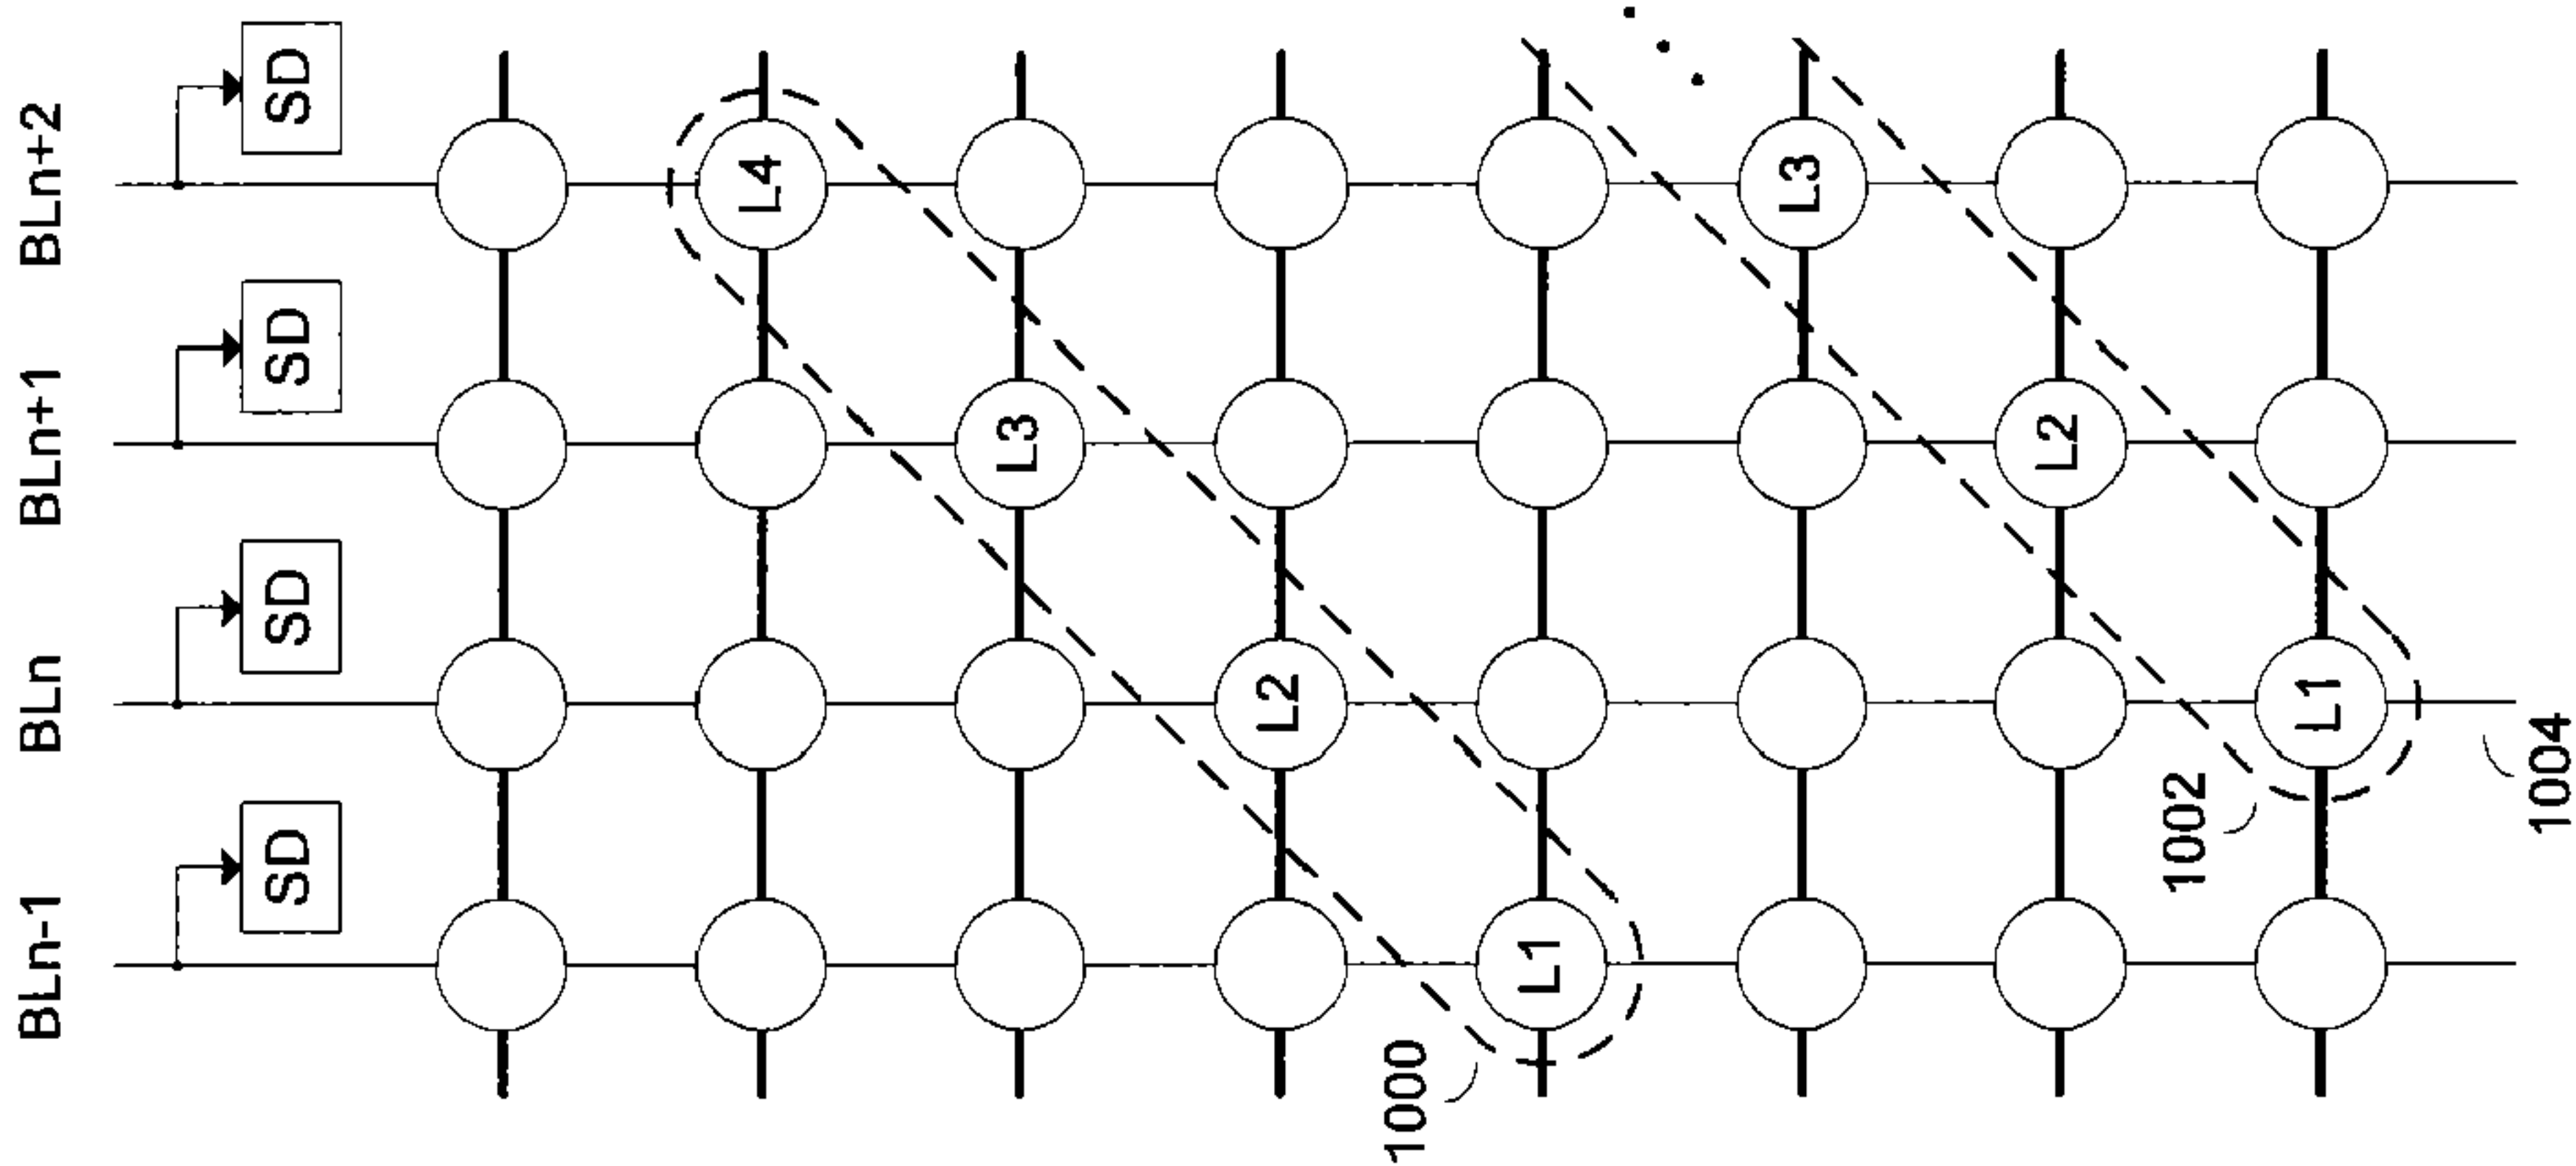 BLn-1 BLn BLn+1 BLn+2
SD SD SD SD
L4
L3
L2
1000
L1
L3
L2
1002
L1
1004